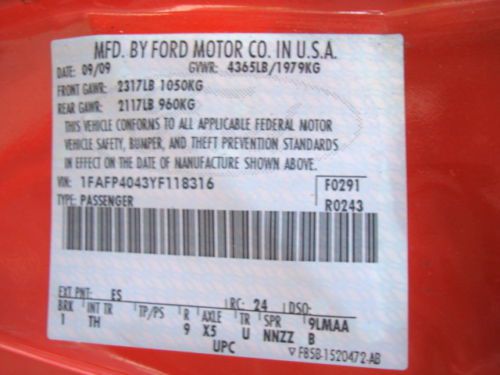 MFD. BY FORD MOTOR CO. IN U.S.A.
DATE: 09/09 GVWR: 4365LB/1979KG
FRONT GAWR: 2317LB 1050KG
REAR GAWR: 2117LB 960KG
THIS VEHICLE CONFORMS TO ALL APPLICABLE FEDERAL MOTOR
VEHICLE SAFETY, BUMPER, AND THEFT PREVENTION STANDARDS
IN EFFECT ON THE DATE OF MANUFACTURE SHOWN ABOVE.
VIN: 1FAFP4043YF118316 F0291
TYPE: PASSENGER R0243
EXT PNT: ES RC: 24 DSO:
BRK INT TR TP/PS R AXLE TR SPR 9LMAA
1 TH 9 X5 U NNZZ B
UPC F85B-1520472-AB